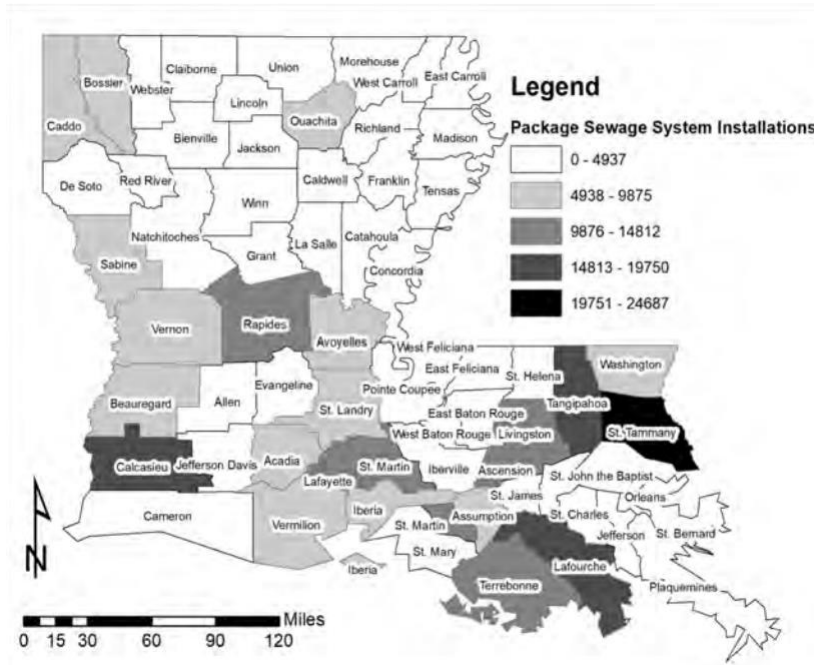 Claiborne
Union
Morehouse
West Carroll
East Carroll
Bossier
Webster
Lincoln
Ouachita
Caddo
Bienville
Jackson
Richland
Madison
De Soto
Red River
Caldwell
Franklin
Tensas
Winn
Natchitoches
Grant
La Salle
Catahoula
Concordia
Sabine
Vernon
Rapides
Avoyelles
West Feliciana
East Feliciana
St. Helena
Washington
Beauregard
Allen
Evangeline
Pointe Coupee
St. Landry
East Baton Rouge
Tangipahoa
West Baton Rouge
Livingston
St. Tammany
Calcasieu
Jefferson Davis
Acadia
St. Martin
Iberville
Ascension
St. John the Baptist
Lafayette
St. James
Orleans
Cameron
Vermilion
Iberia
St. Martin
Assumption
St. Charles
Jefferson
St. Bernard
St. Mary
Iberia
Lafourche
Terrebonne
Plaquemines
Legend
Package Sewage System Installations
0 - 4937
4938 - 9875
9876 - 14812
14813 - 19750
19751 - 24687
N
Miles
0 15 30 60 90 120